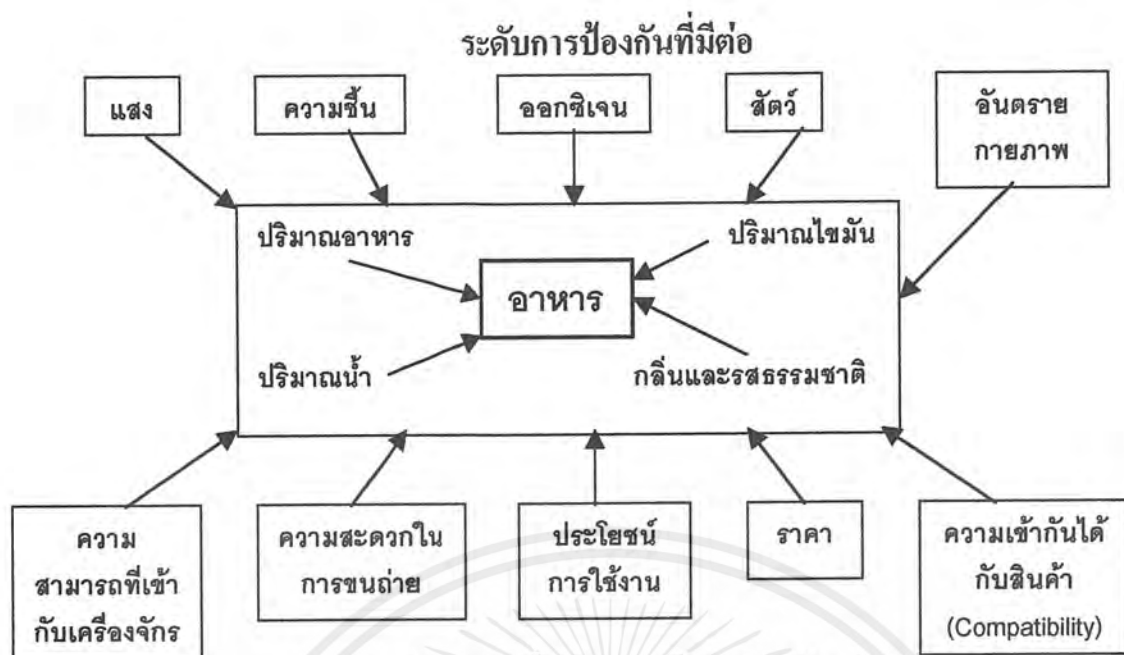 ระดับการป้องกันที่มีต่อ
แสง
ความชื้น
ออกซิเจน
สัตว์
อันตราย
กายภาพ
ปริมาณอาหาร
ปริมาณไขมัน
อาหาร
ปริมาณน้ำ
กลิ่นและรสธรรมชาติ
ความ
สามารถที่เข้า
กับเครื่องจักร
ความสะดวกใน
การขนถ่าย
ประโยชน์
การใช้งาน
ราคา
ความเข้ากันได้
กับสินค้า
(Compatibility)